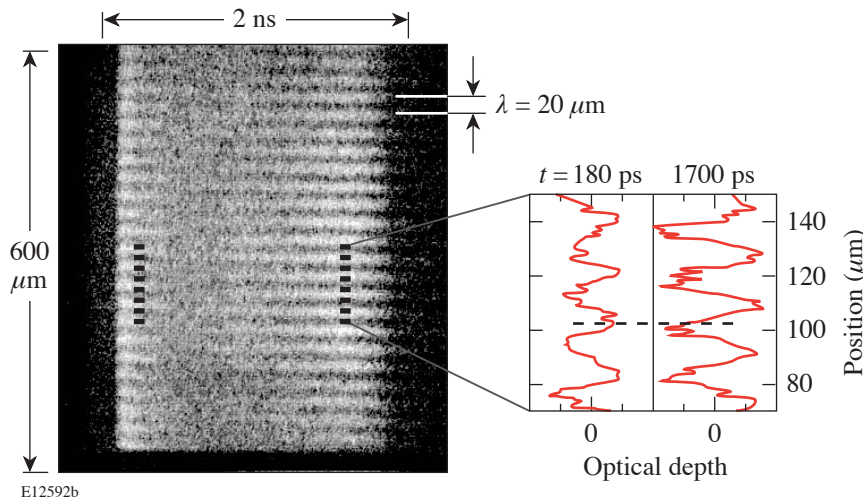 2 ns
λ = 20 μm
600
μm
t = 180 ps 1700 ps
140
120
100
80
Position (μm)
0 0
Optical depth
E12592b